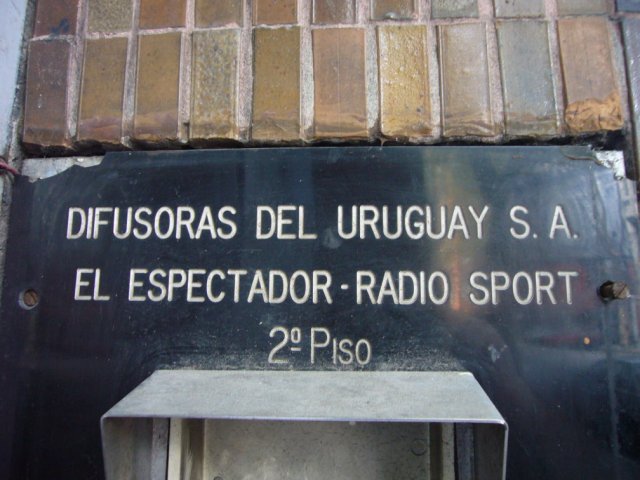 DIFUSORAS DEL URUGUAY S. A.
EL ESPECTADOR - RADIO SPORT
2º PISO